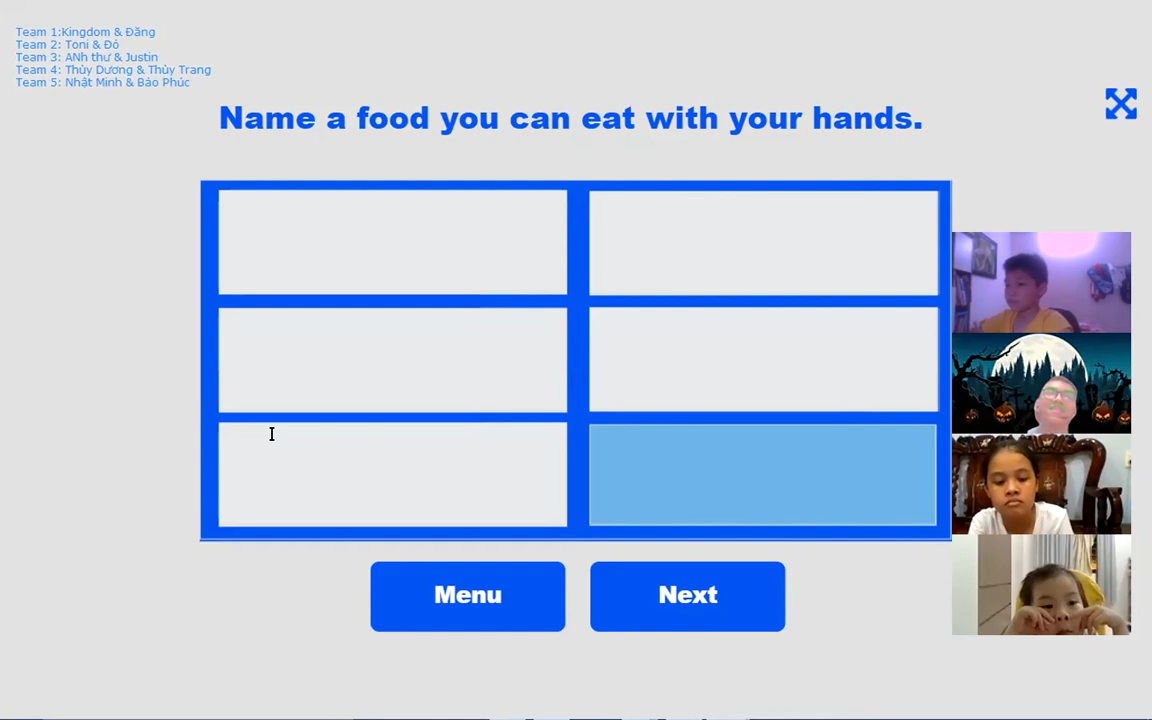 Team 1:Kingdom & Đăng
Team 2: Toni & Đô
Team 3: ANh thư & Justin
Team 4: Thùy Dương & Thùy Trang
Team 5: Nhật Minh & Bảo Phúc
Name a food you can eat with your hands.
Menu
Next